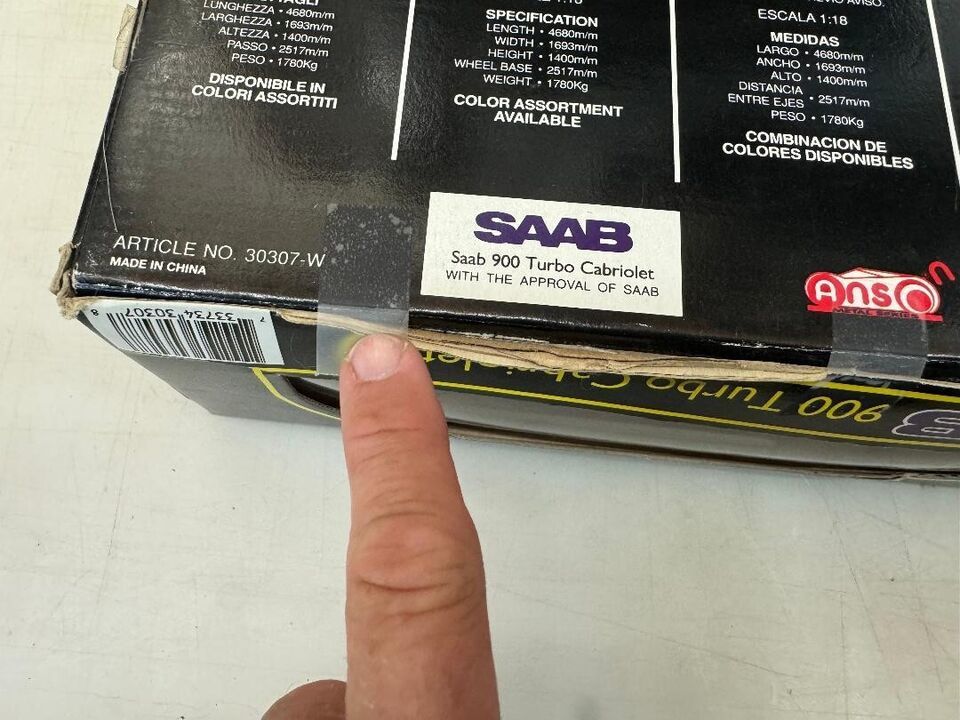 LUNGHEZZA • 4680m/m
LARGHEZZA • 1693m/m
ALTEZZA • 1400m/m
PASSO • 2517m/m
PESO • 1780Kg
DISPONIBILE IN
COLORI ASSORTITI
SPECIFICATION
LENGTH • 4680m/m
WIDTH • 1693m/m
HEIGHT • 1400m/m
WHEEL BASE • 2517m/m
WEIGHT • 1780Kg
COLOR ASSORTMENT
AVAILABLE
AVISO.
ESCALA 1:18
MEDIDAS
LARGO • 4680m/m
ANCHO • 1693m/m
ALTO • 1400m/m
DISTANCIA
ENTRE EJES • 2517m/m
PESO • 1780Kg
COMBINACION DE
COLORES DISPONIBLES
ARTICLE NO. 30307-W
MADE IN CHINA
SAAB
Saab 900 Turbo Cabriolet
WITH THE APPROVAL OF SAAB
Anson
METAL SERIES
7 33734 30307 8
900 Turbo Cabriolet